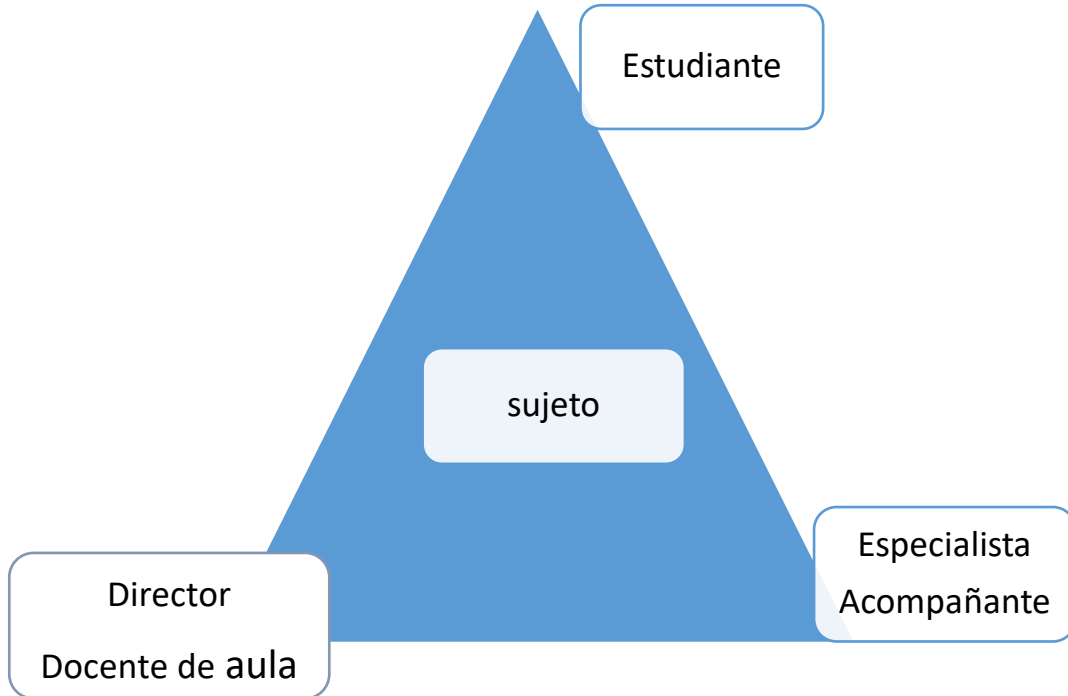 Estudiante
sujeto
Director
Docente de aula
Especialista
Acompañante